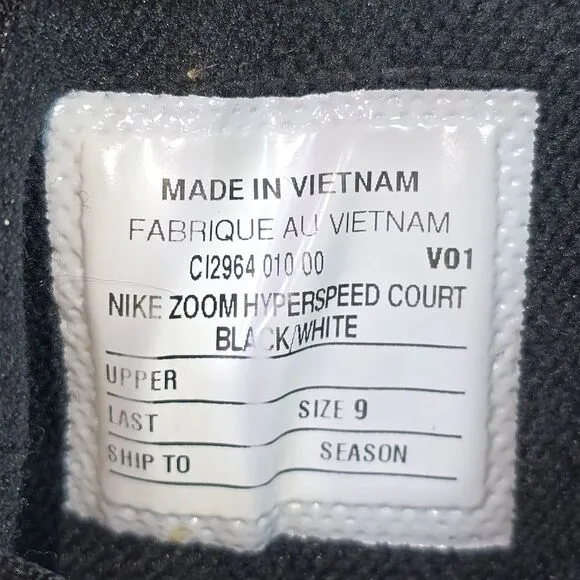 MADE IN VIETNAM
FABRIQUE AU VIETNAM
CI2964 010 00 V01
NIKE ZOOM HYPERSPEED COURT
BLACK/WHITE
UPPER
LAST SIZE 9
SHIP TO SEASON